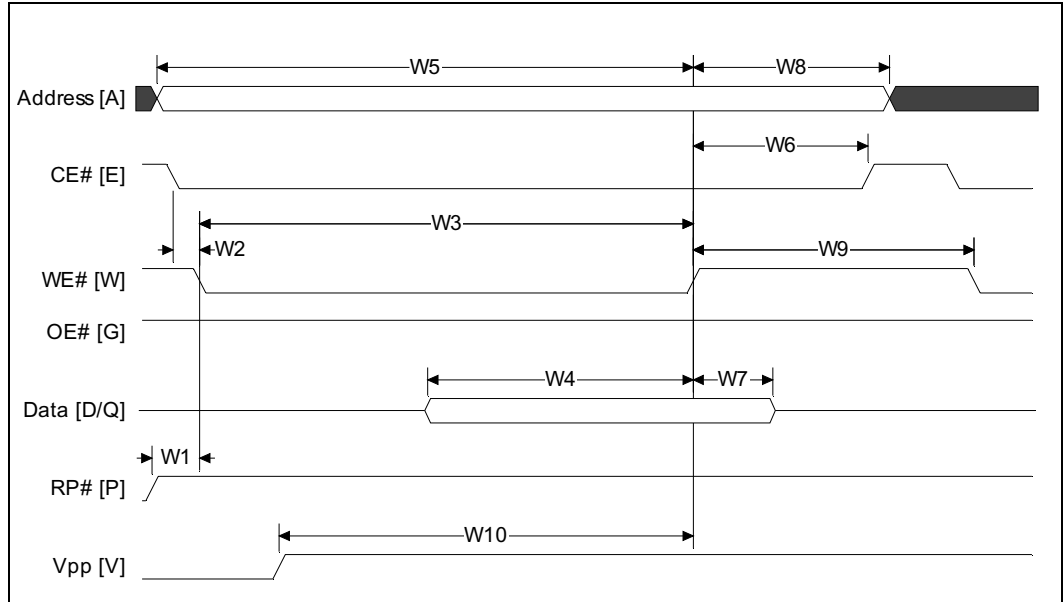 W5
W8
Address [A]
W6
CE# [E]
W3
W2
W9
WE# [W]
OE# [G]
W4
W7
Data [D/Q]
W1
RP# [P]
W10
Vpp [V]